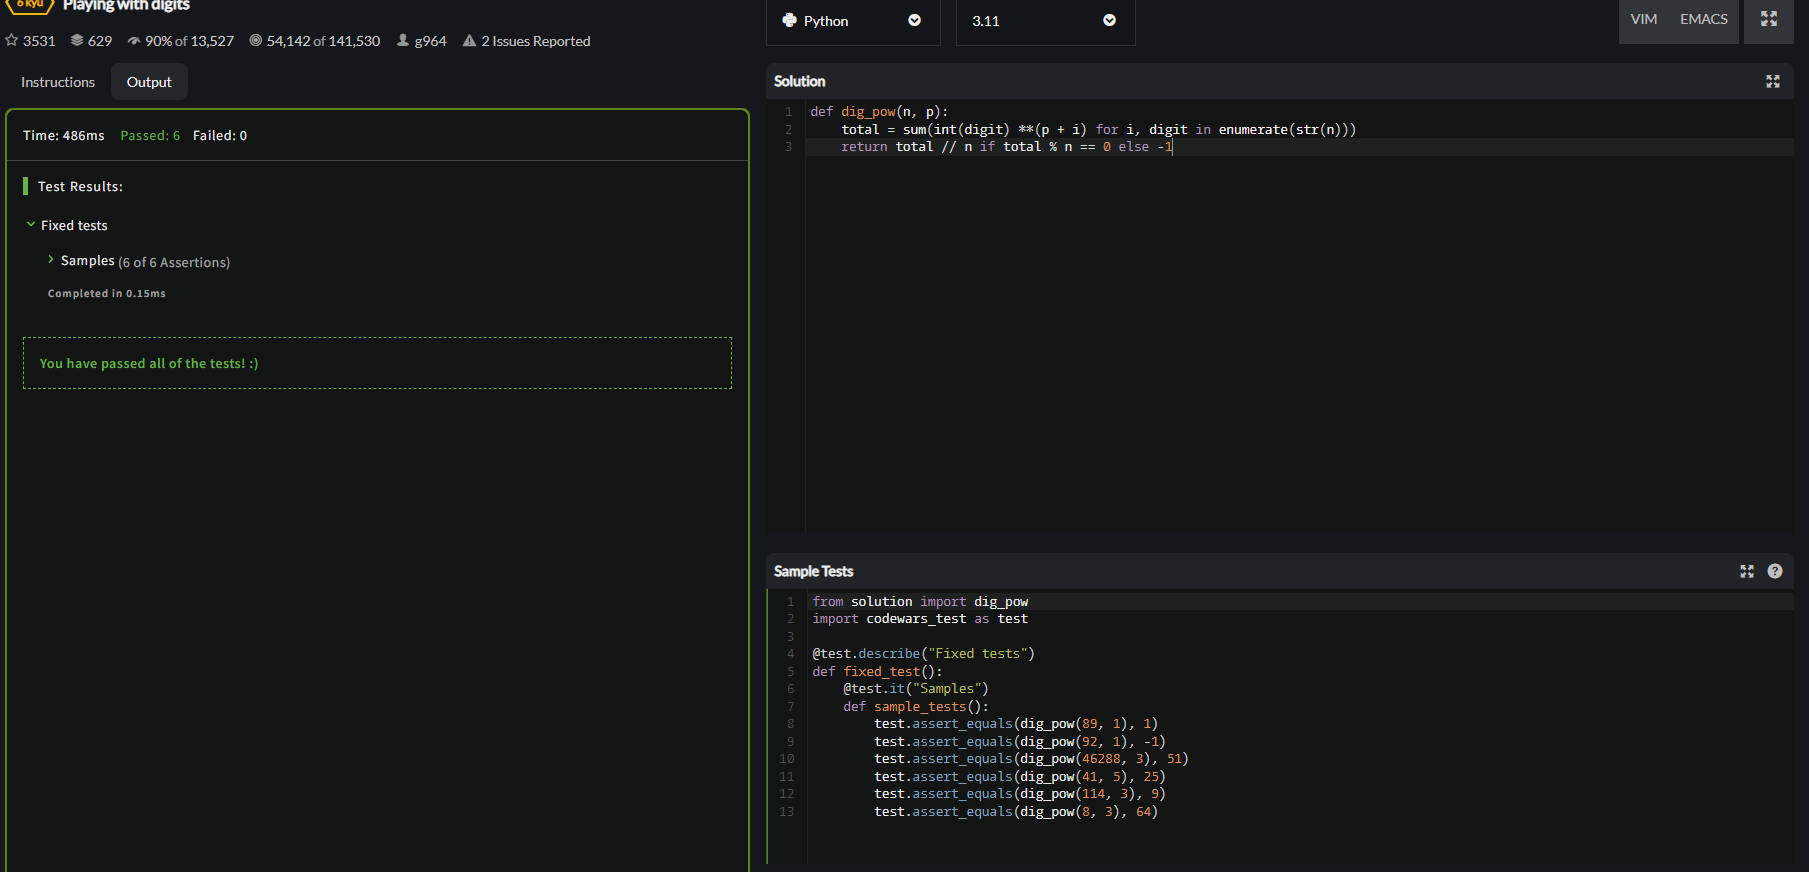 6 kyu Playing with digits
3531 629 90% of 13,527 54,142 of 141,530 g964 2 Issues Reported
Instructions Output
Time: 486ms Passed: 6 Failed: 0
Test Results:
Fixed tests
Samples (6 of 6 Assertions)
Completed in 0.15ms
You have passed all of the tests! :)
Python 3.11 VIM EMACS
Solution
1 def dig_pow(n, p):
2     total = sum(int(digit) **(p + i) for i, digit in enumerate(str(n)))
3     return total // n if total % n == 0 else -1
Sample Tests ?
1 from solution import dig_pow
2 import codewars_test as test
3
4 @test.describe("Fixed tests")
5 def fixed_test():
6     @test.it("Samples")
7     def sample_tests():
8         test.assert_equals(dig_pow(89, 1), 1)
9         test.assert_equals(dig_pow(92, 1), -1)
10         test.assert_equals(dig_pow(46288, 3), 51)
11         test.assert_equals(dig_pow(41, 5), 25)
12         test.assert_equals(dig_pow(114, 3), 9)
13         test.assert_equals(dig_pow(8, 3), 64)